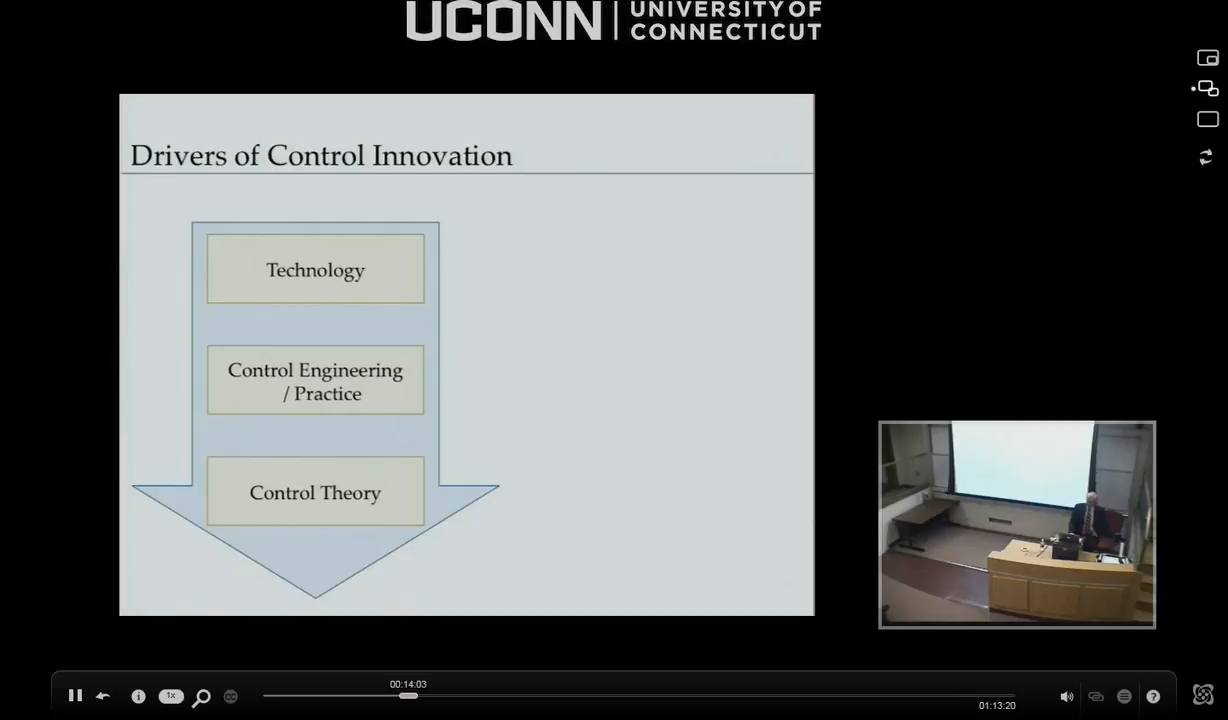 UCONN
UNIVERSITY OF
CONNECTICUT
Drivers of Control Innovation
Technology
Control Engineering
/ Practice
Control Theory
00:14:03
1x
CC
01:13:20